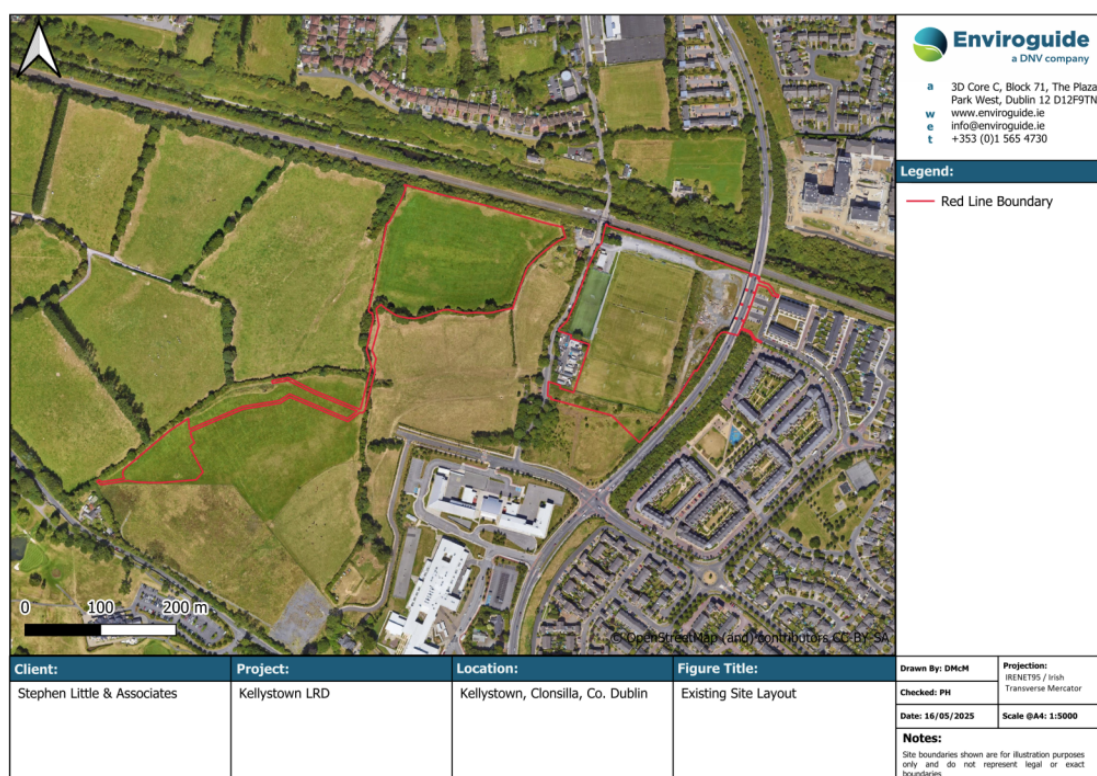 Enviroguide
a DNV company
a 3D Core C, Block 71, The Plaza
Park West, Dublin 12 D12F9TN
w www.enviroguide.ie
e info@enviroguide.ie
t +353 (0)1 565 4730
Legend:
Red Line Boundary
0 100 200 m
© OpenStreetMap (and) contributors CC-BY-SA
Client:
Stephen Little & Associates
Project:
Kellystown LRD
Location:
Kellystown, Clonsilla, Co. Dublin
Figure Title:
Existing Site Layout
Drawn By: DMcM
Projection:
IRENET95 / Irish
Transverse Mercator
Checked: PH
Date: 16/05/2025
Scale @A4: 1:5000
Notes:
Site boundaries shown are for illustration purposes
only and do not represent legal or exact
boundaries